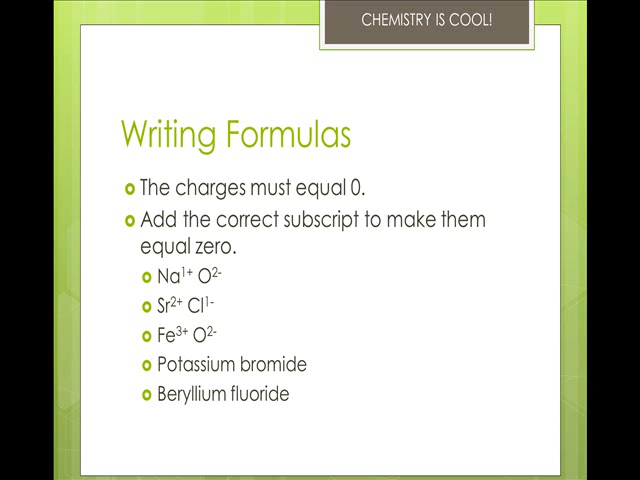 CHEMISTRY IS COOL!
Writing Formulas
The charges must equal 0.
Add the correct subscript to make them
equal zero.
Na¹⁺ O²⁻
Sr²⁺ Cl¹⁻
Fe³⁺ O²⁻
Potassium bromide
Beryllium fluoride